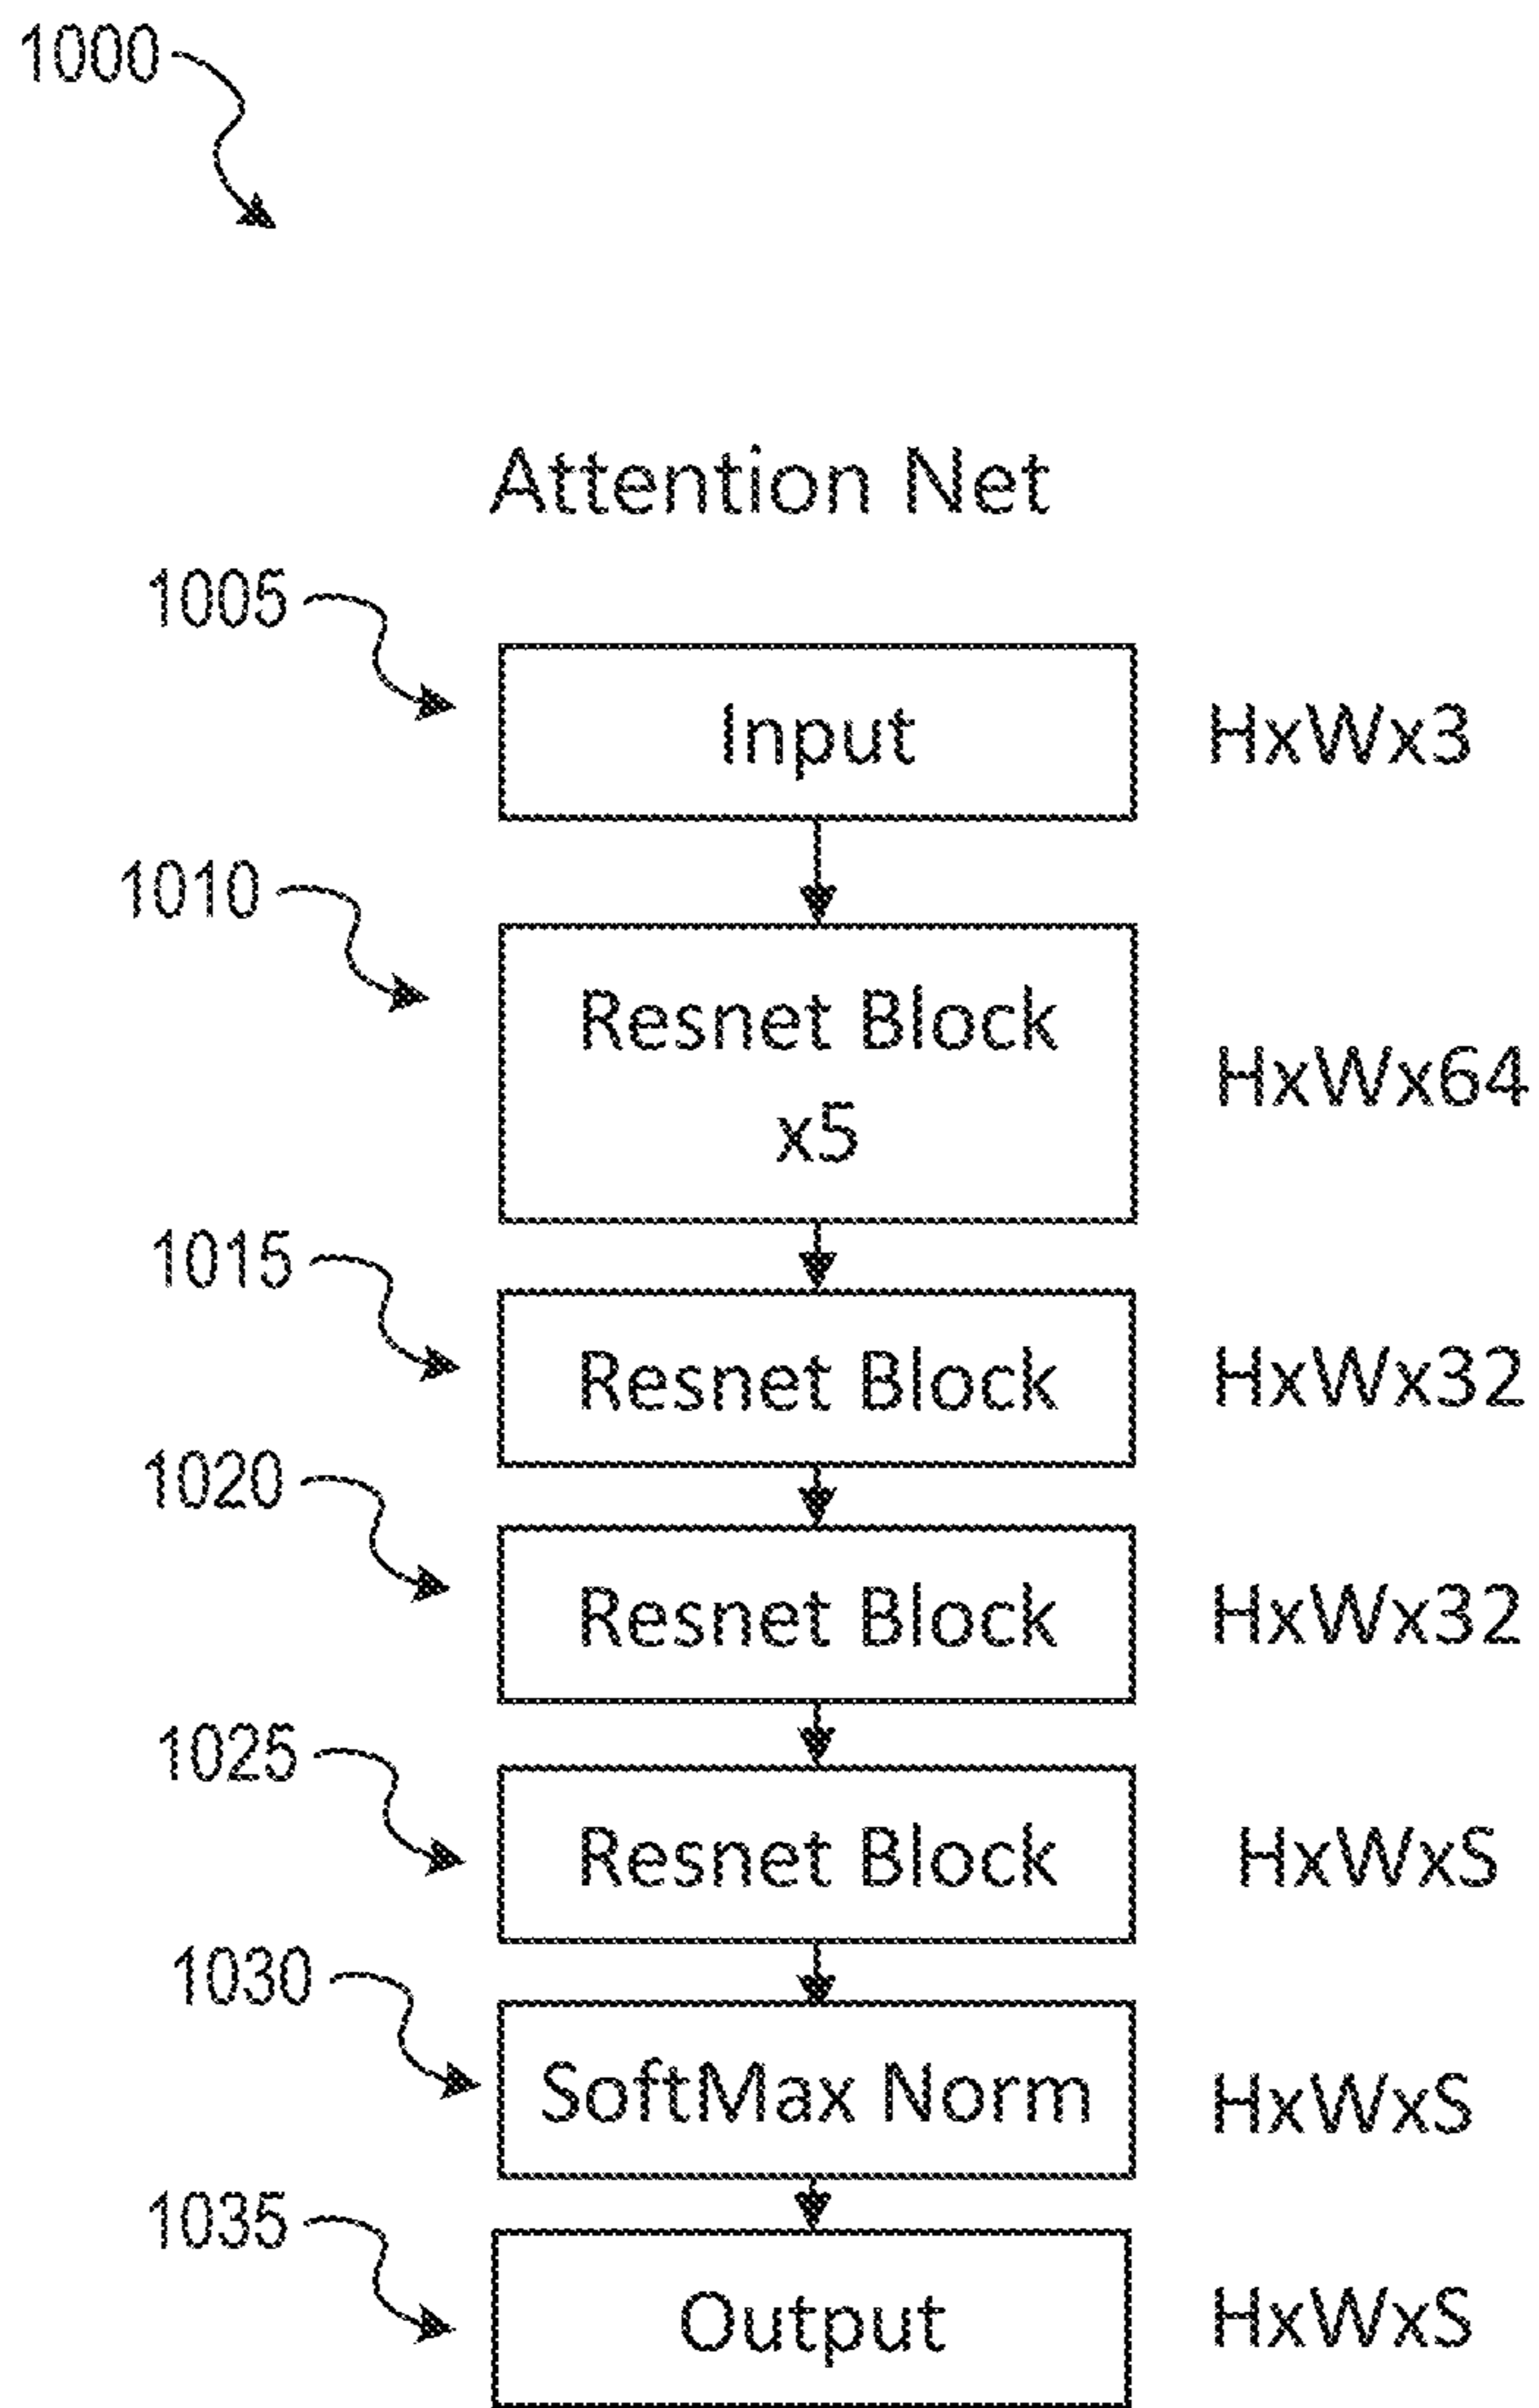 1000
Attention Net
1005
Input
HxWx3
1010
Resnet Block
x5
HxWx64
1015
Resnet Block
HxWx32
1020
Resnet Block
HxWx32
1025
Resnet Block
HxWxS
1030
SoftMax Norm
HxWxS
1035
Output
HxWxS